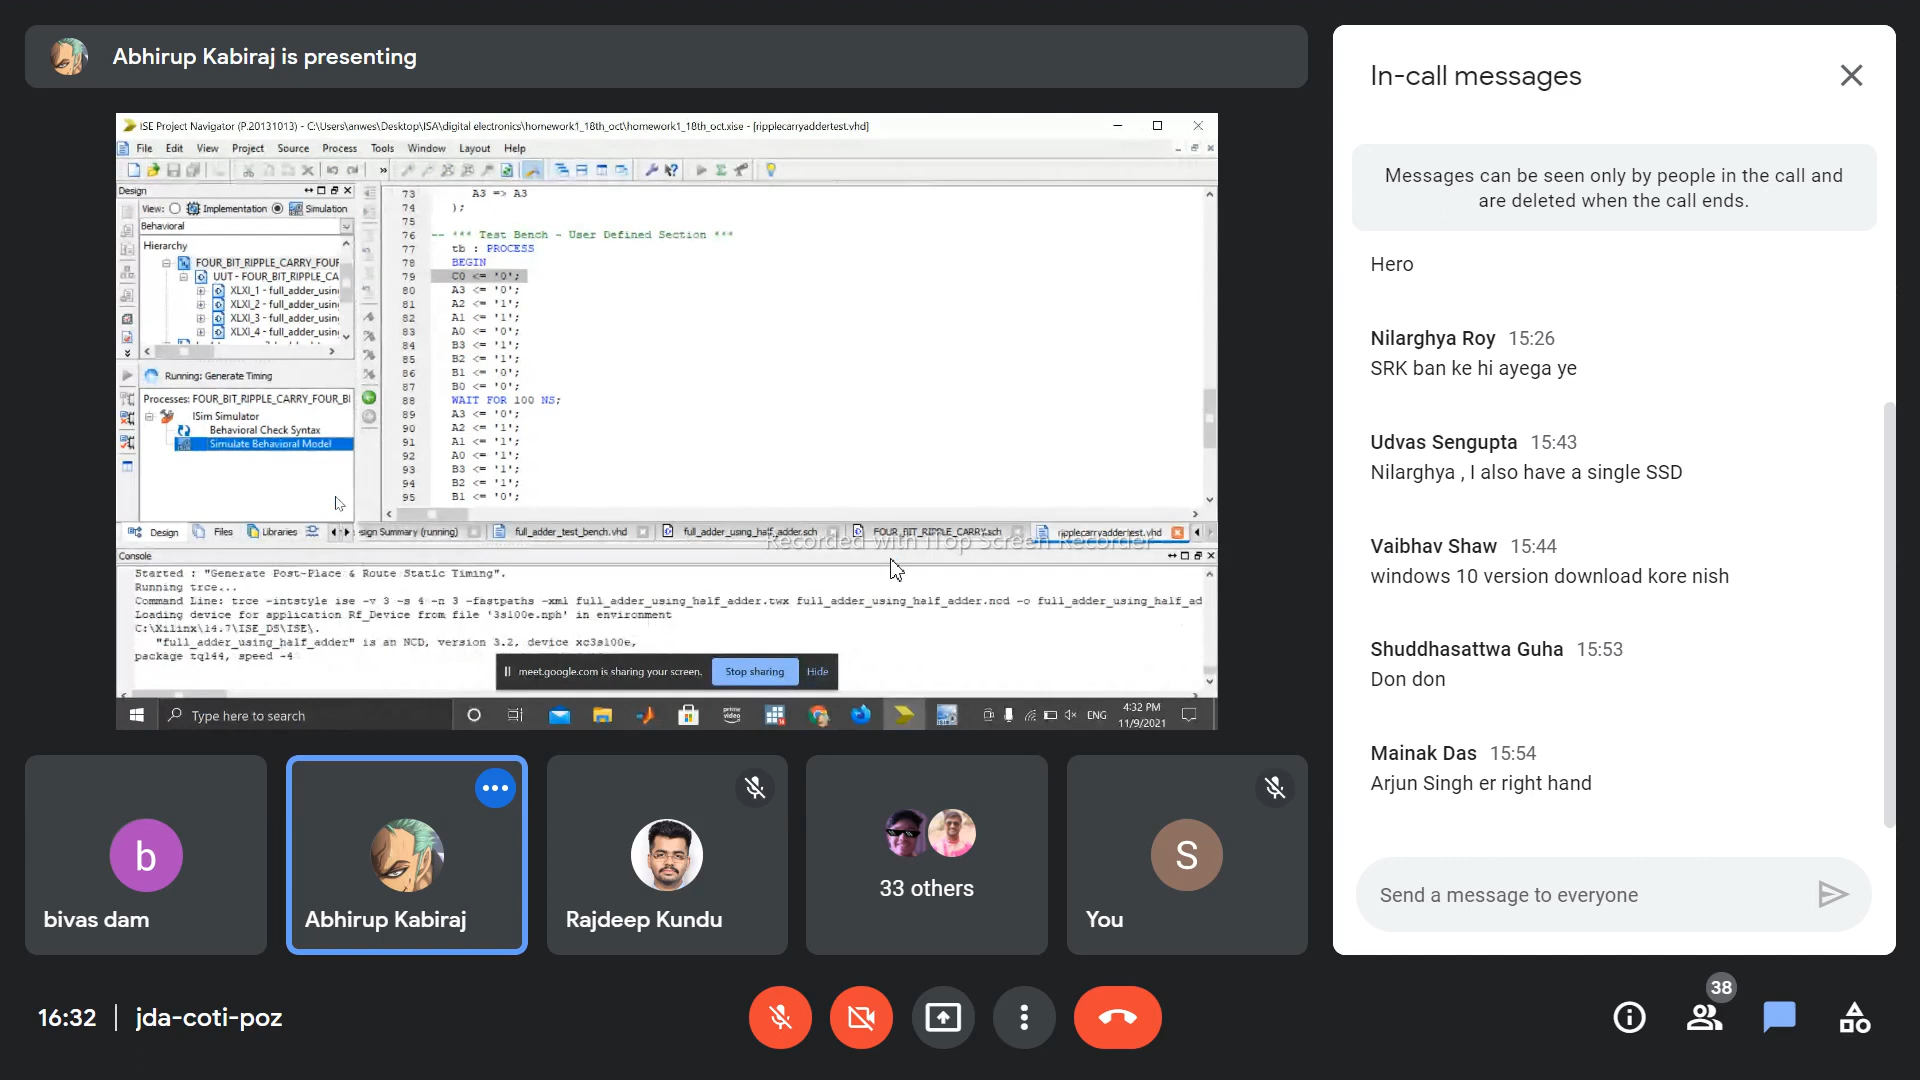 Abhirup Kabiraj is presenting
ISE Project Navigator (P.20131013) - C:\Users\anwes\Desktop\ISA\digital electronics\homework1_18th_oct\homework1_18th_oct.xise - [ripplecarryaddertest.vhd]
File Edit View Project Source Process Tools Window Layout Help
Design
View: Implementation Simulation
Behavioral
Hierarchy
FOUR_BIT_RIPPLE_CARRY_FOUR
UUT - FOUR_BIT_RIPPLE_CA
XLXI_1 - full_adder_usin
XLXI_2 - full_adder_usin
XLXI_3 - full_adder_usin
XLXI_4 - full_adder_usin
Running: Generate Timing
Processes: FOUR_BIT_RIPPLE_CARRY_FOUR_BI
ISim Simulator
Behavioral Check Syntax
Simulate Behavioral Model
73 A3 => A3
74 );
75
76 -- *** Test Bench - User Defined Section ***
77 tb : PROCESS
78 BEGIN
79 C0 <= '0';
80 A3 <= '0';
81 A2 <= '1';
82 A1 <= '1';
83 A0 <= '0';
84 B3 <= '1';
85 B2 <= '1';
86 B1 <= '0';
87 B0 <= '0';
88 WAIT FOR 100 NS;
89 A3 <= '0';
90 A2 <= '1';
91 A1 <= '1';
92 A0 <= '1';
93 B3 <= '1';
94 B2 <= '1';
95 B1 <= '0';
Design Files Libraries
sign Summary (running) full_adder_test_bench.vhd full_adder_using_half_adder.sch FOUR_BIT_RIPPLE_CARRY.sch ripplecarryaddertest.vhd
Recorded with iTop Screen Recorder
Console
Started : "Generate Post-Place & Route Static Timing".
Running trce...
Command Line: trce -intstyle ise -v 3 -s 4 -n 3 -fastpaths -xml full_adder_using_half_adder.twx full_adder_using_half_adder.ncd -o full_adder_using_half_ad
Loading device for application Rf_Device from file '3s100e.nph' in environment
C:\Xilinx\14.7\ISE_DS\ISE\.
"full_adder_using_half_adder" is an NCD, version 3.2, device xc3s100e,
package tq144, speed -4
meet.google.com is sharing your screen. Stop sharing Hide
Type here to search
prime video
ENG
4:32 PM
11/9/2021
b
bivas dam
Abhirup Kabiraj
Rajdeep Kundu
33 others
S
You
16:32 | jda-coti-poz
38
In-call messages
Messages can be seen only by people in the call and
are deleted when the call ends.
Hero
Nilarghya Roy 15:26
SRK ban ke hi ayega ye
Udvas Sengupta 15:43
Nilarghya , I also have a single SSD
Vaibhav Shaw 15:44
windows 10 version download kore nish
Shuddhasattwa Guha 15:53
Don don
Mainak Das 15:54
Arjun Singh er right hand
Send a message to everyone